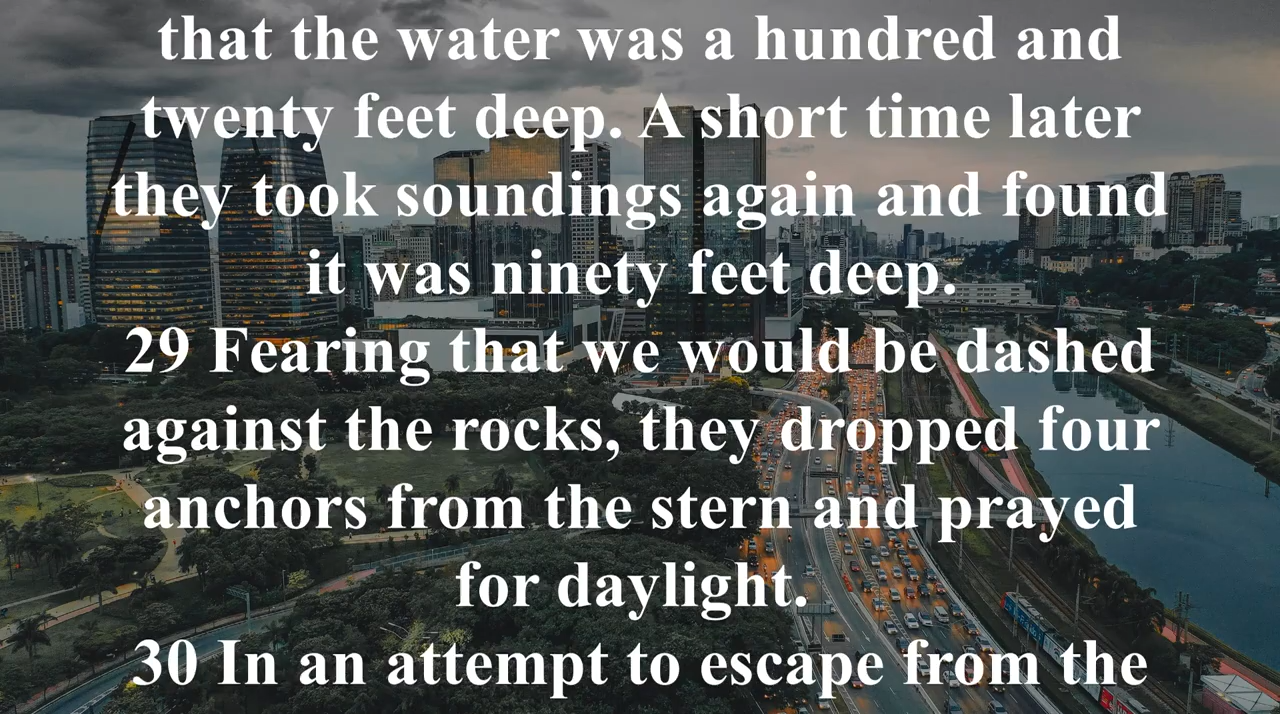 that the water was a hundred and
twenty feet deep. A short time later
they took soundings again and found
it was ninety feet deep.
29 Fearing that we would be dashed
against the rocks, they dropped four
anchors from the stern and prayed
for daylight.
30 In an attempt to escape from the